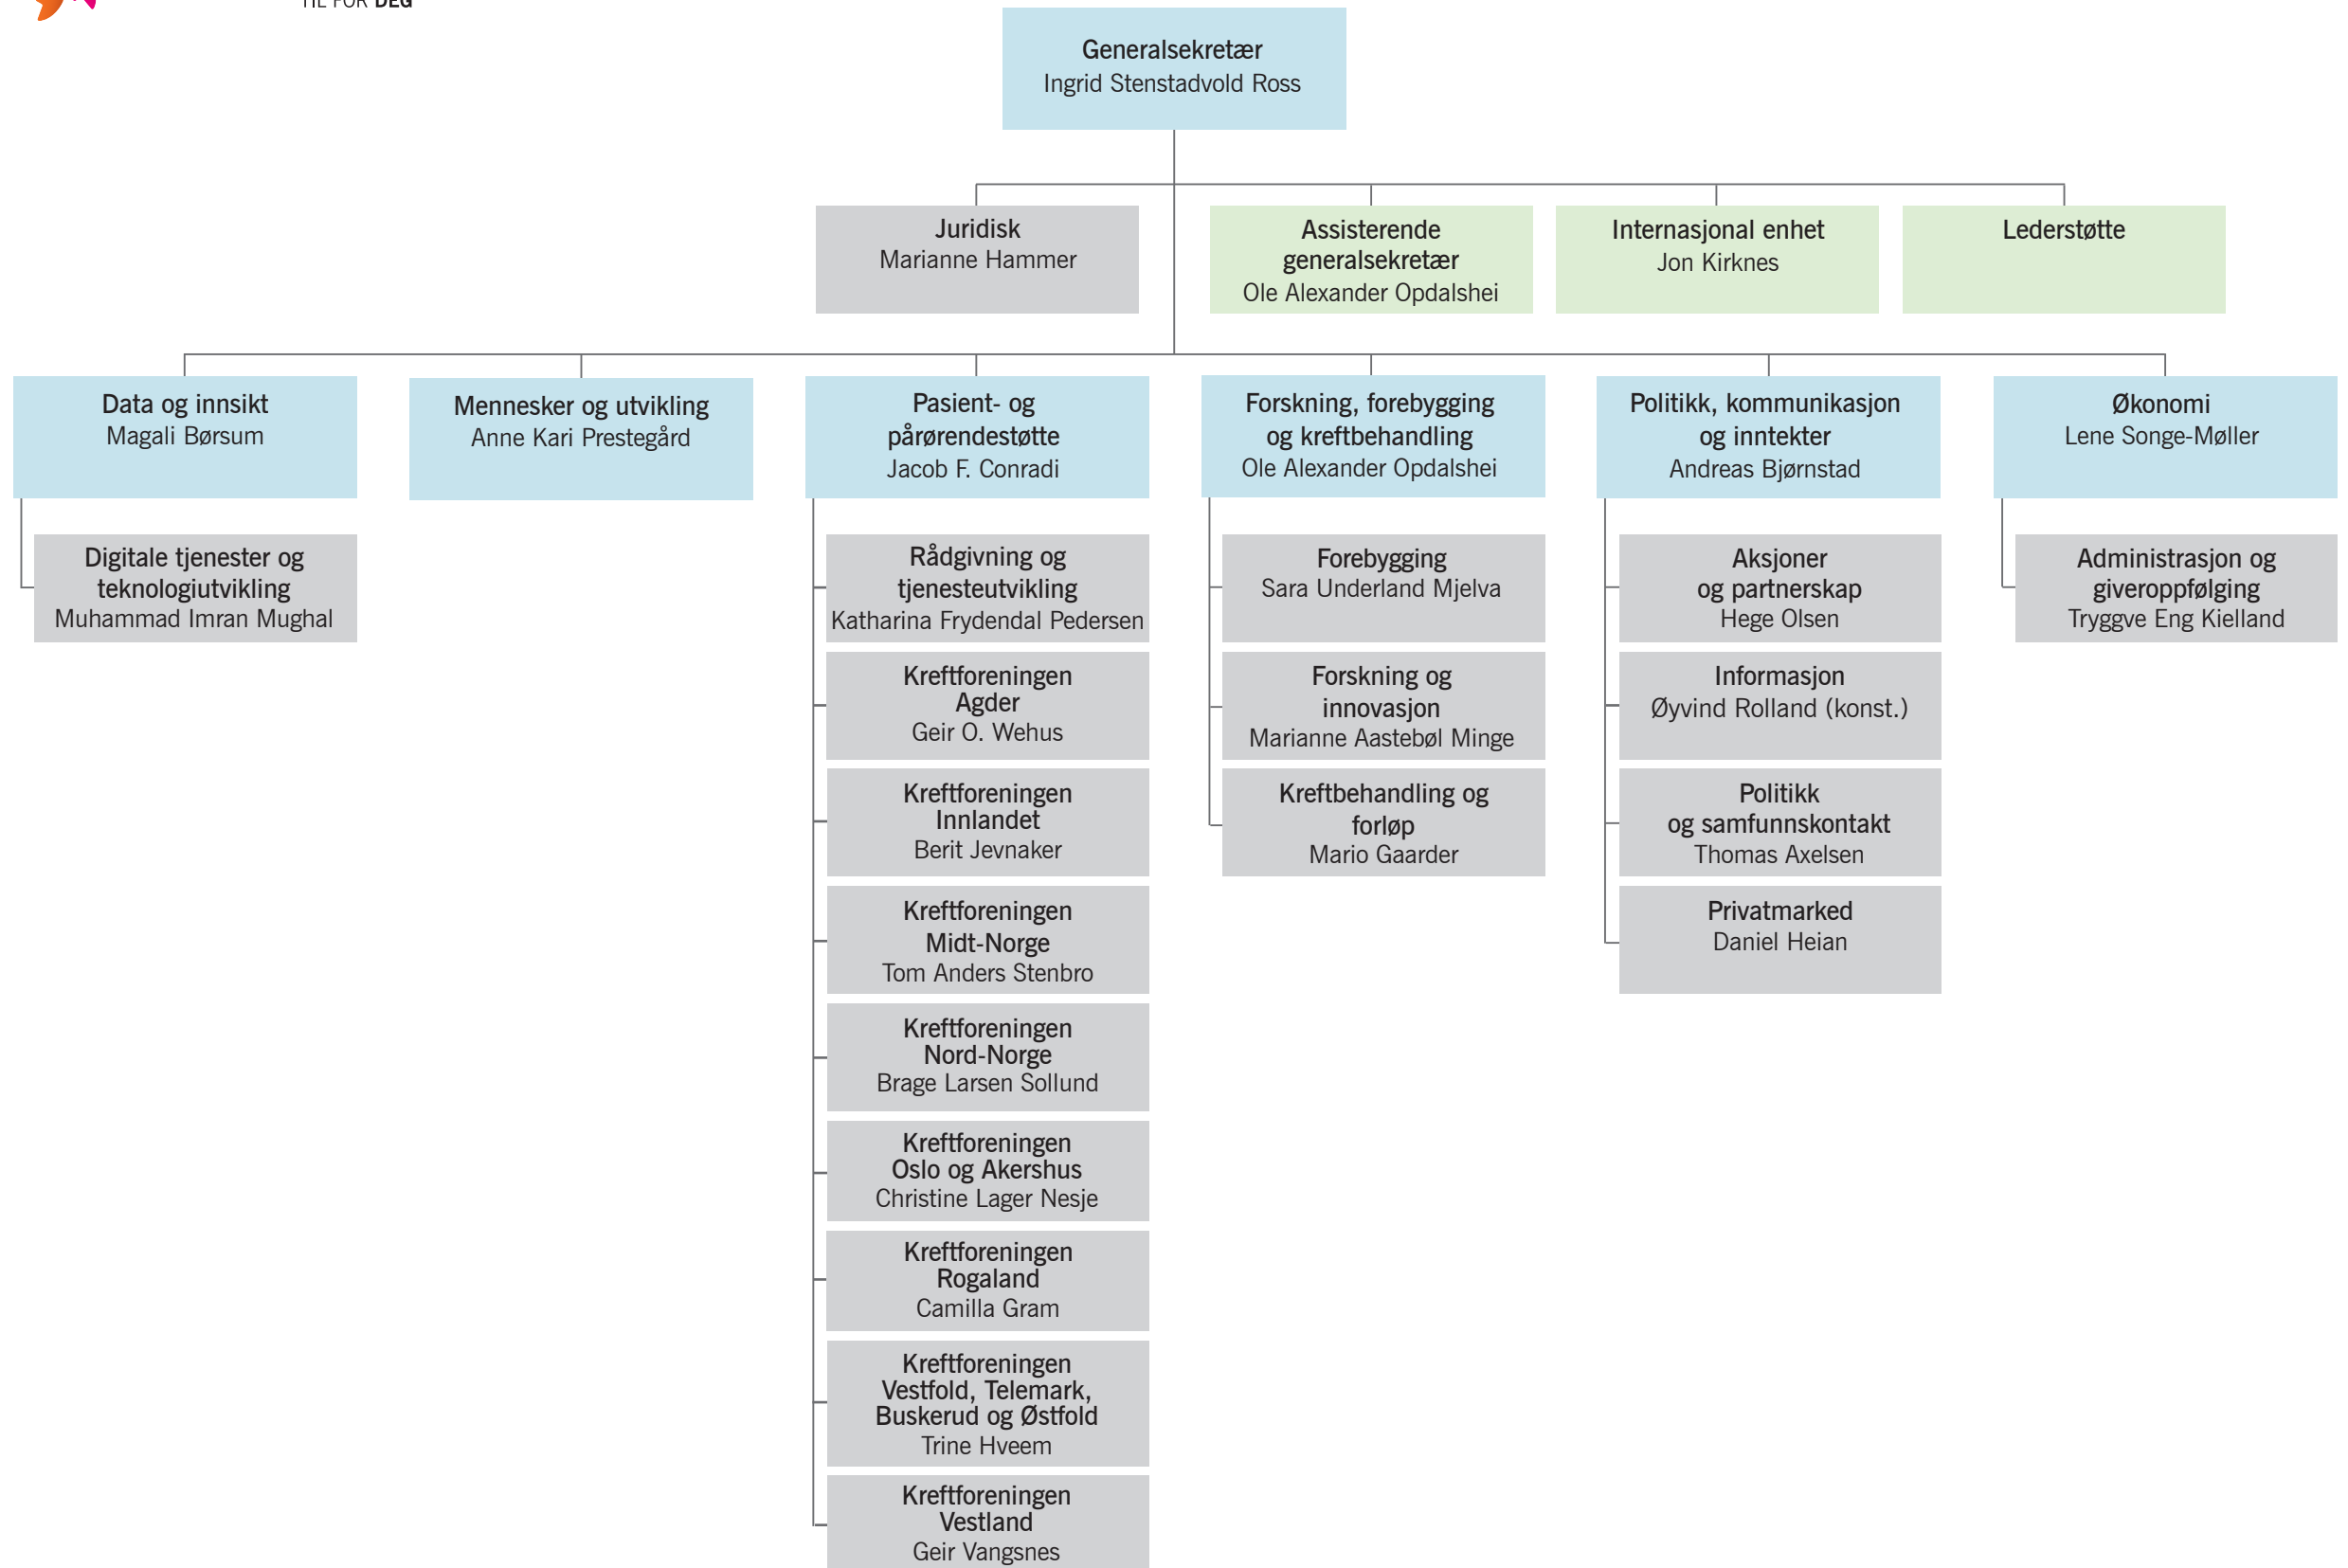 TIL FOR DEG
Generalsekretær
Ingrid Stenstadvold Ross
Juridisk
Marianne Hammer
Assisterende
generalsekretær
Ole Alexander Opdalshei
Internasjonal enhet
Jon Kirknes
Lederstøtte
Data og innsikt
Magali Børsum
Mennesker og utvikling
Anne Kari Prestegård
Pasient- og
pårørendestøtte
Jacob F. Conradi
Forskning, forebygging
og kreftbehandling
Ole Alexander Opdalshei
Politikk, kommunikasjon
og inntekter
Andreas Bjørnstad
Økonomi
Lene Songe-Møller
Digitale tjenester og
teknologiutvikling
Muhammad Imran Mughal
Rådgivning og
tjenesteutvikling
Katharina Frydendal Pedersen
Kreftforeningen
Agder
Geir O. Wehus
Kreftforeningen
Innlandet
Berit Jevnaker
Kreftforeningen
Midt-Norge
Tom Anders Stenbro
Kreftforeningen
Nord-Norge
Brage Larsen Sollund
Kreftforeningen
Oslo og Akershus
Christine Lager Nesje
Kreftforeningen
Rogaland
Camilla Gram
Kreftforeningen
Vestfold, Telemark,
Buskerud og Østfold
Trine Hveem
Kreftforeningen
Vestland
Geir Vangsnes
Forebygging
Sara Underland Mjelva
Forskning og
innovasjon
Marianne Aastebøl Minge
Kreftbehandling og
forløp
Mario Gaarder
Aksjoner
og partnerskap
Hege Olsen
Informasjon
Øyvind Rolland (konst.)
Politikk
og samfunnskontakt
Thomas Axelsen
Privatmarked
Daniel Heian
Administrasjon og
giveroppfølging
Tryggve Eng Kielland